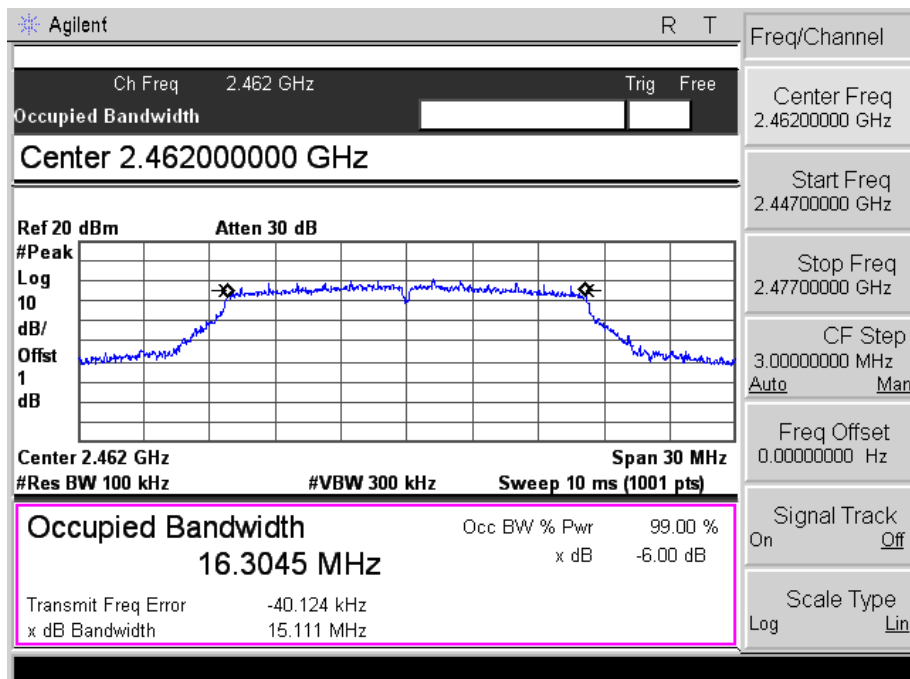 Agilent R T
Ch Freq 2.462 GHz Trig Free
Occupied Bandwidth
Center 2.462000000 GHz
Ref 20 dBm Atten 30 dB
#Peak
Log
10
dB/
Offst
1
dB
Center 2.462 GHz Span 30 MHz
#Res BW 100 kHz #VBW 300 kHz Sweep 10 ms (1001 pts)
Occupied Bandwidth Occ BW % Pwr 99.00 %
16.3045 MHz x dB -6.00 dB
Transmit Freq Error -40.124 kHz
x dB Bandwidth 15.111 MHz
Freq/Channel
Center Freq
2.46200000 GHz
Start Freq
2.44700000 GHz
Stop Freq
2.47700000 GHz
CF Step
3.00000000 MHz
Auto Man
Freq Offset
0.00000000 Hz
Signal Track
On Off
Scale Type
Log Lin